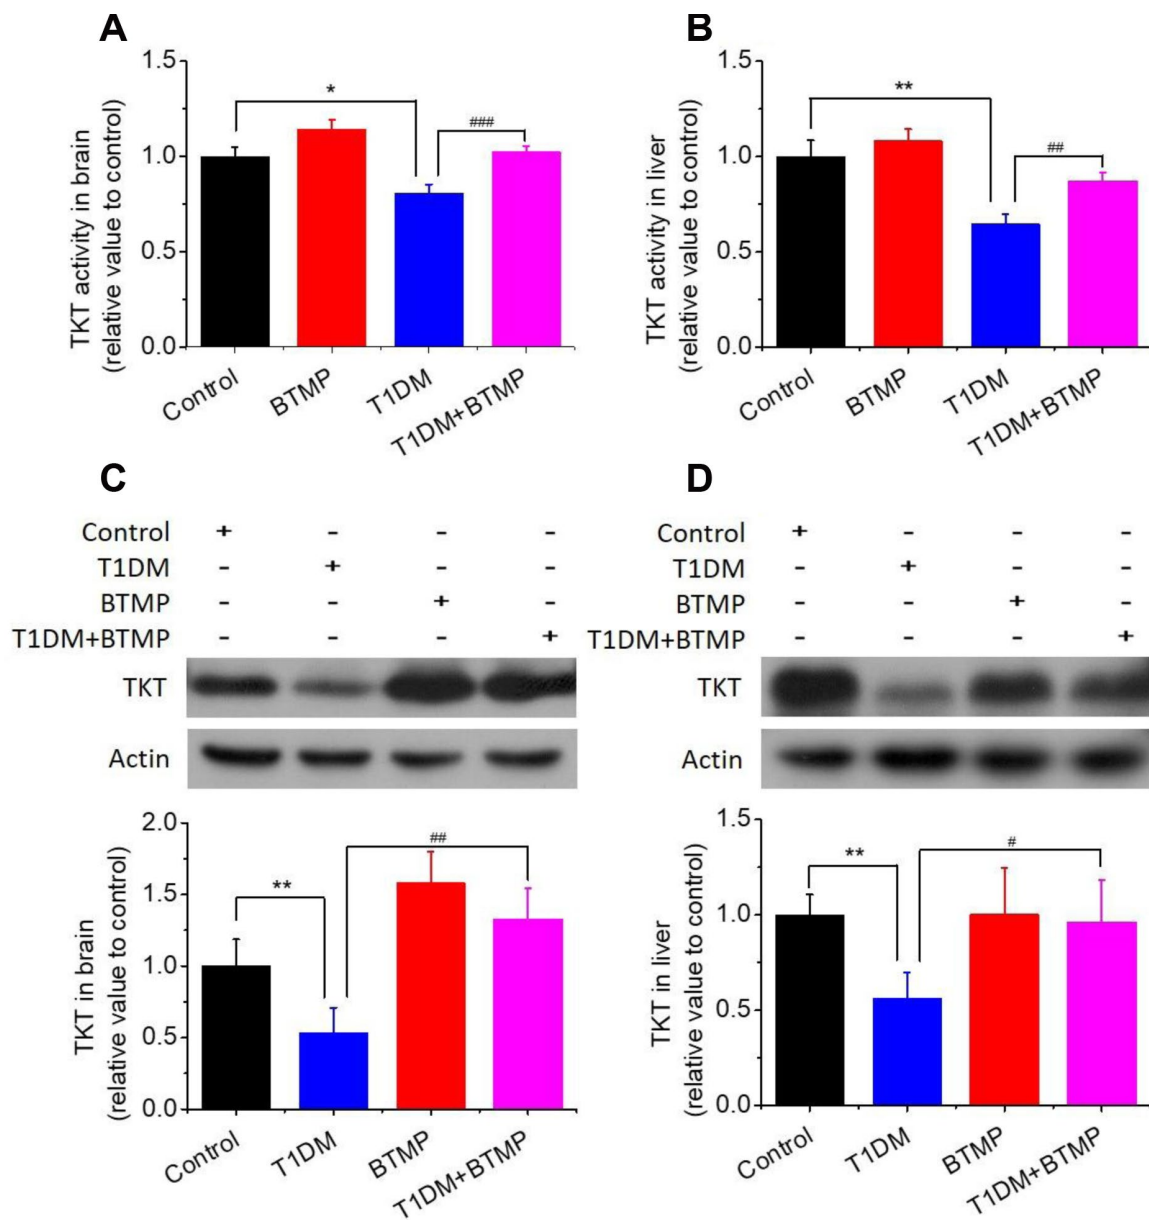 A
TKT activity in brain
(relative value to control)
1.5
1.0
0.5
0.0
*
###
Control
BTMP
T1DM
T1DM+BTMP
B
TKT activity in liver
(relative value to control)
1.5
1.0
0.5
0.0
**
##
Control
BTMP
T1DM
T1DM+BTMP
C
Control + - - -
T1DM - + - -
BTMP - - + -
T1DM+BTMP - - - +
TKT
Actin
TKT in brain
(relative value to control)
2.0
1.5
1.0
0.5
0.0
**
##
Control
T1DM
BTMP
T1DM+BTMP
D
Control + - - -
T1DM - + - -
BTMP - - + -
T1DM+BTMP - - - +
TKT
Actin
TKT in liver
(relative value to control)
1.5
1.0
0.5
0.0
**
#
Control
T1DM
BTMP
T1DM+BTMP